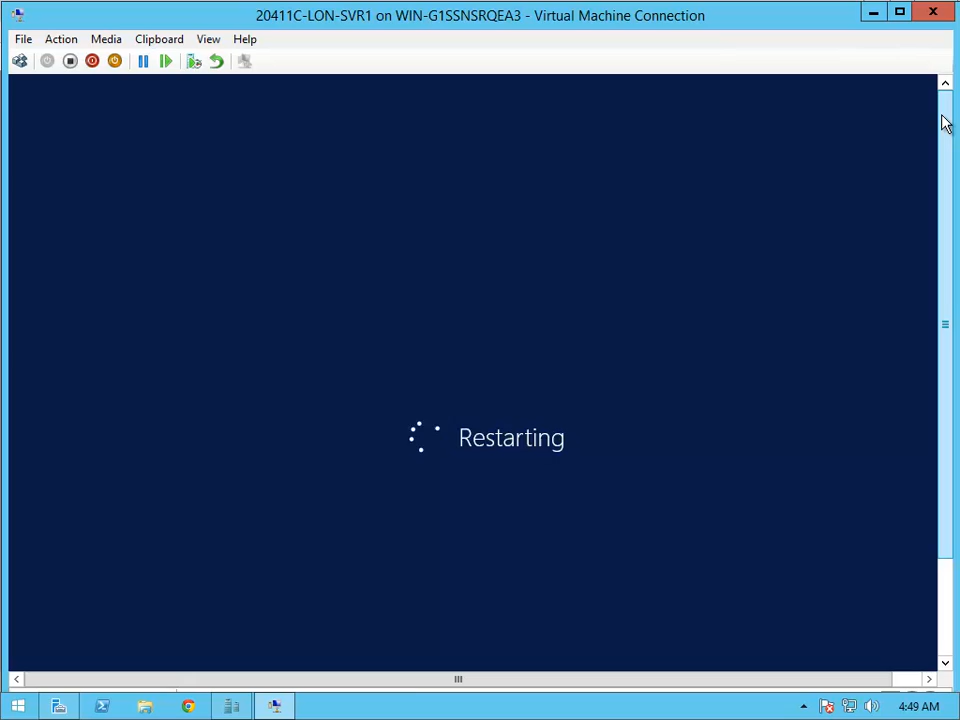 20411C-LON-SVR1 on WIN-G1SSNSRQEA3 - Virtual Machine Connection
File Action Media Clipboard View Help
Restarting
4:49 AM